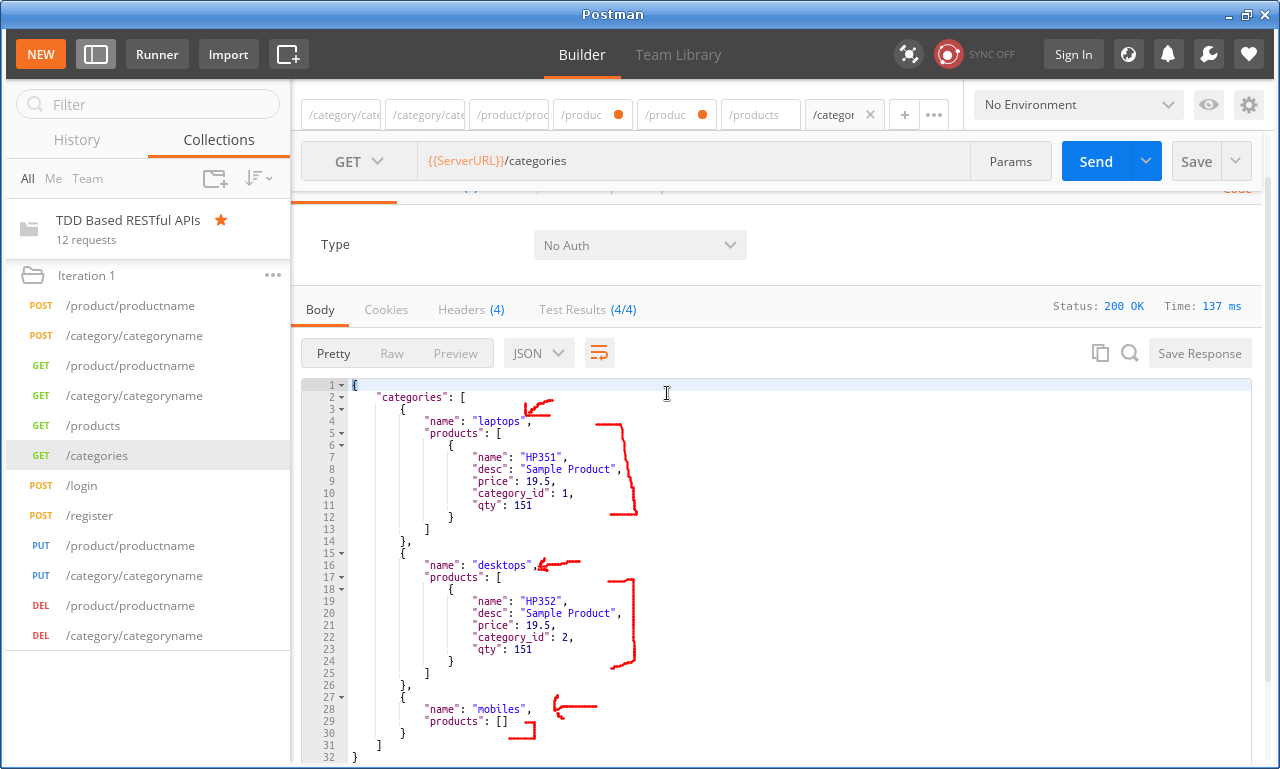 Postman
NEW
Runner
Import
Builder
Team Library
SYNC OFF
Sign In
Filter
History
Collections
All
Me
Team
TDD Based RESTful APIs
12 requests
Iteration 1
POST /product/productname
POST /category/categoryname
GET /product/productname
GET /category/categoryname
GET /products
GET /categories
POST /login
POST /register
PUT /product/productname
PUT /category/categoryname
DEL /product/productname
DEL /category/categoryname
/category/cate
/category/cate
/product/proc
/produc
/produc
/products
/categor
No Environment
GET
{{ServerURL}}/categories
Params
Send
Save
Type
No Auth
Body
Cookies
Headers (4)
Test Results (4/4)
Status: 200 OK
Time: 137 ms
Pretty
Raw
Preview
JSON
Save Response
1 {
2 "categories": [
3 {
4 "name": "laptops",
5 "products": [
6 {
7 "name": "HP351",
8 "desc": "Sample Product",
9 "price": 19.5,
10 "category_id": 1,
11 "qty": 151
12 }
13 ]
14 },
15 {
16 "name": "desktops",
17 "products": [
18 {
19 "name": "HP352",
20 "desc": "Sample Product",
21 "price": 19.5,
22 "category_id": 2,
23 "qty": 151
24 }
25 ]
26 },
27 {
28 "name": "mobiles",
29 "products": []
30 }
31 ]
32 }